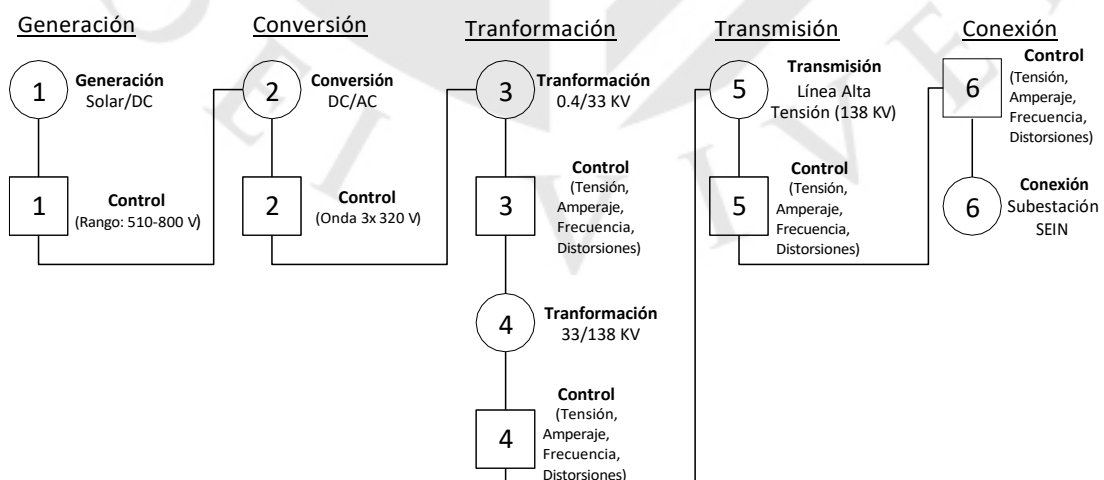 Generación
1
Generación
Solar/DC
1
Control
(Rango: 510-800 V)
Conversión
2
Conversión
DC/AC
2
Control
(Onda 3x 320 V)
Tranformación
3
Tranformación
0.4/33 KV
3
Control
(Tensión,
Amperaje,
Frecuencia,
Distorsiones)
4
Tranformación
33/138 KV
4
Control
(Tensión,
Amperaje,
Frecuencia,
Distorsiones)
Transmisión
5
Transmisión
Línea Alta
Tensión (138 KV)
5
Control
(Tensión,
Amperaje,
Frecuencia,
Distorsiones)
Conexión
6
Control
(Tensión,
Amperaje,
Frecuencia,
Distorsiones)
6
Conexión
Subestación
SEIN